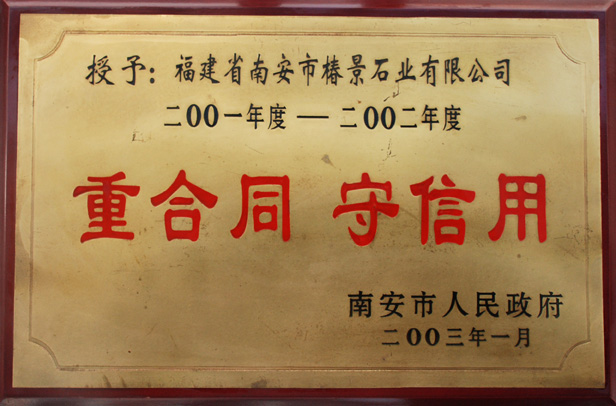 授予：福建省南安市椿景石业有限公司
二00一年度 — 二00二年度
重合同 守信用
南安市人民政府
二00三年一月